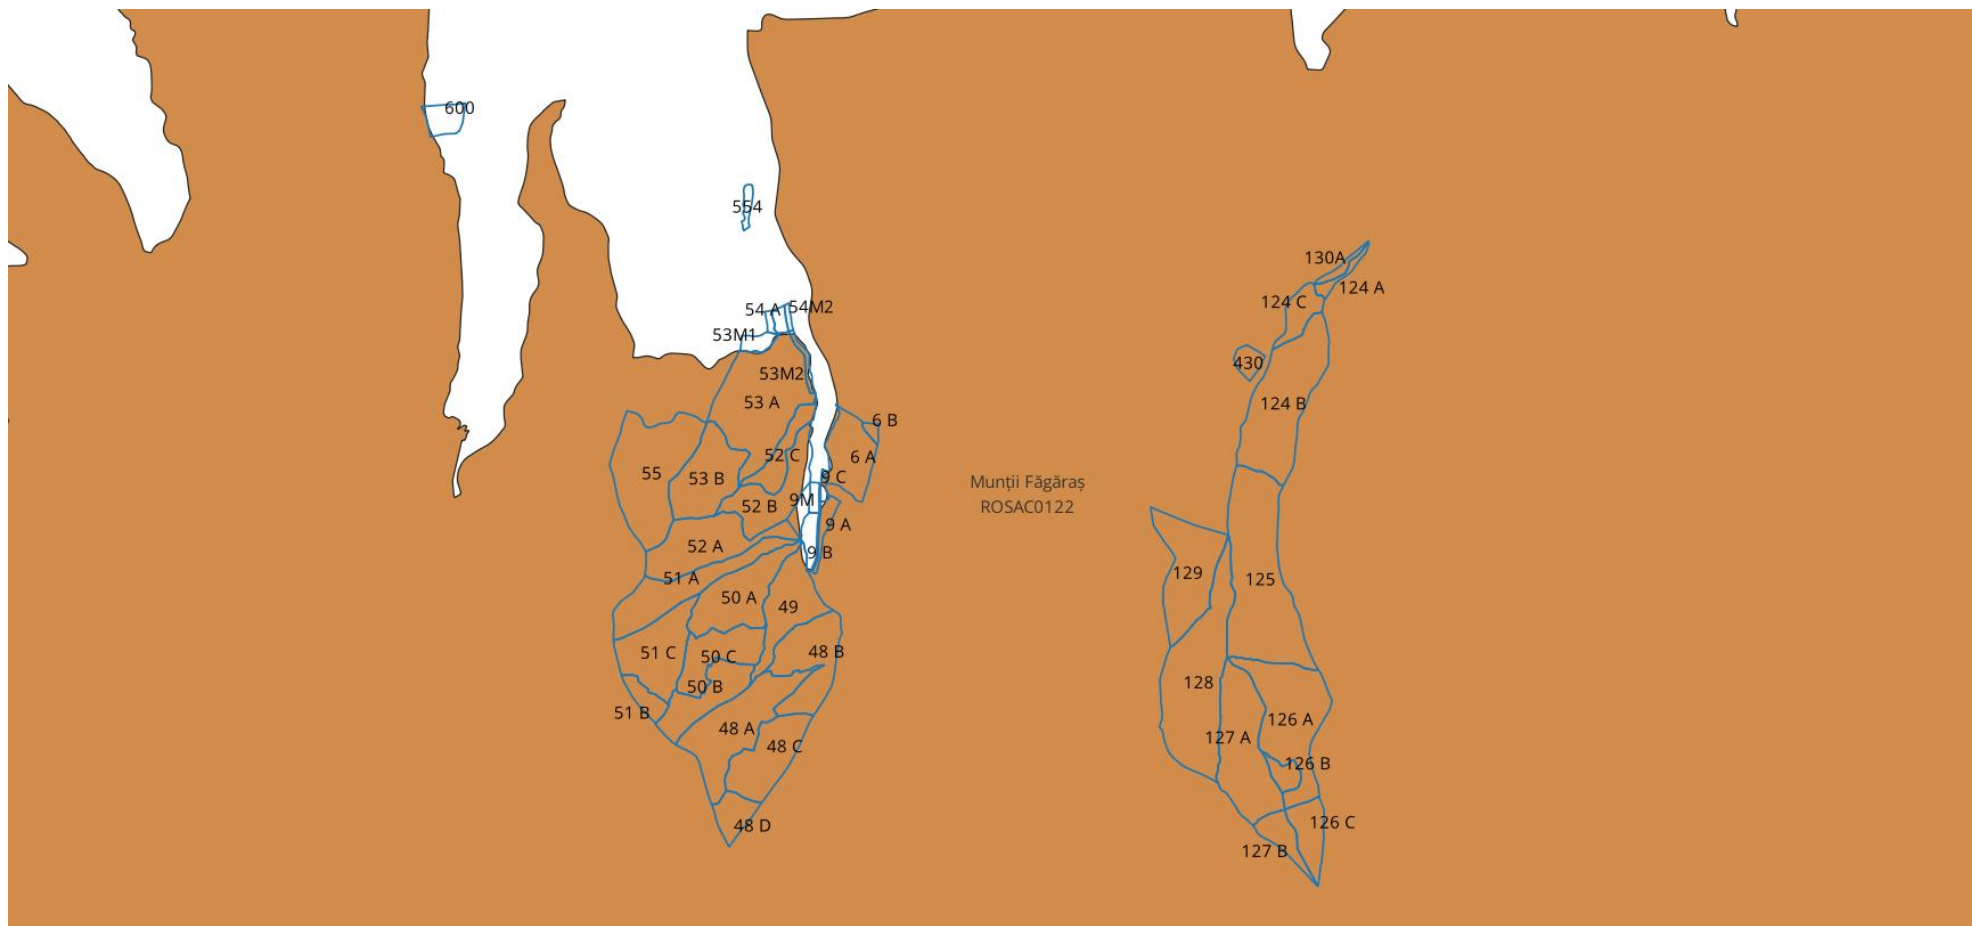 600
554
130A
124 A
124 C
54 A
54M2
53M1
430
53M2
53 A
124 B
6 B
52 C
6 A
55
53 B
9 C
Munții Făgăraș
ROSAC0122
9M
52 B
9 A
52 A
9 B
51 A
129
125
50 A
49
51 C
50 C
48 B
50 B
128
51 B
126 A
48 A
127 A
48 C
126 B
48 D
126 C
127 B